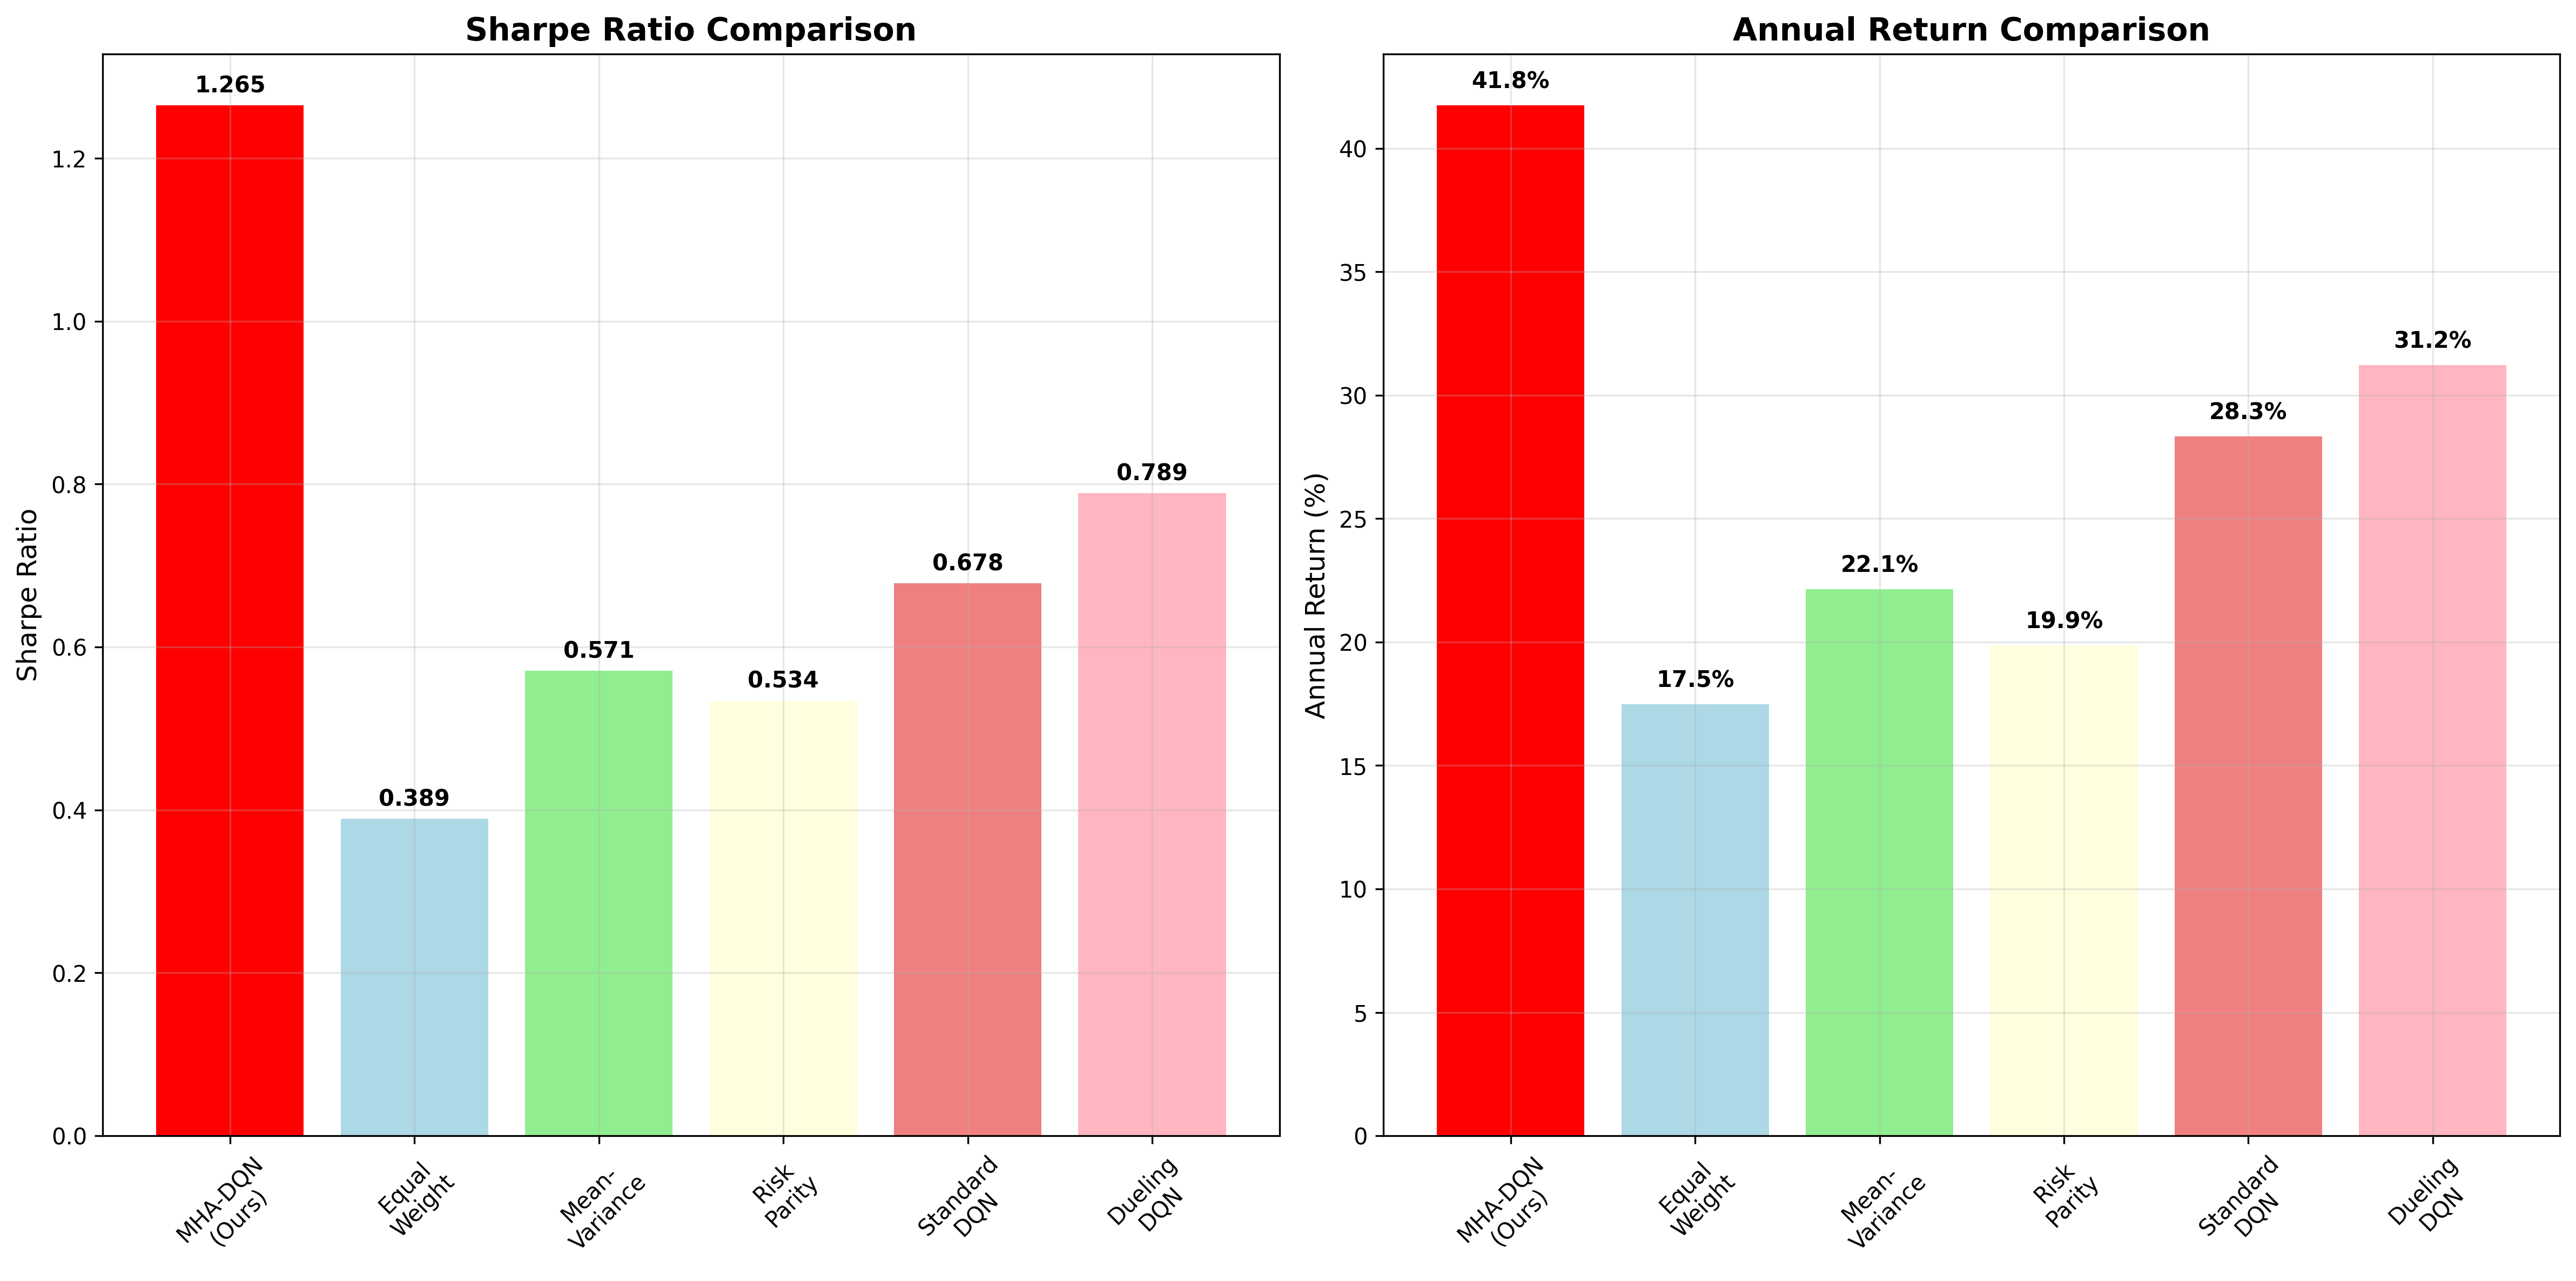 Sharpe Ratio Comparison
Sharpe Ratio
1.2
1.0
0.8
0.6
0.4
0.2
0.0
1.265
0.389
0.571
0.534
0.678
0.789
MHA-DQN
(Ours)
Equal
Weight
Mean-
Variance
Risk
Parity
Standard
DQN
Dueling
DQN
Annual Return Comparison
Annual Return (%)
40
35
30
25
20
15
10
5
0
41.8%
17.5%
22.1%
19.9%
28.3%
31.2%
MHA-DQN
(Ours)
Equal
Weight
Mean-
Variance
Risk
Parity
Standard
DQN
Dueling
DQN